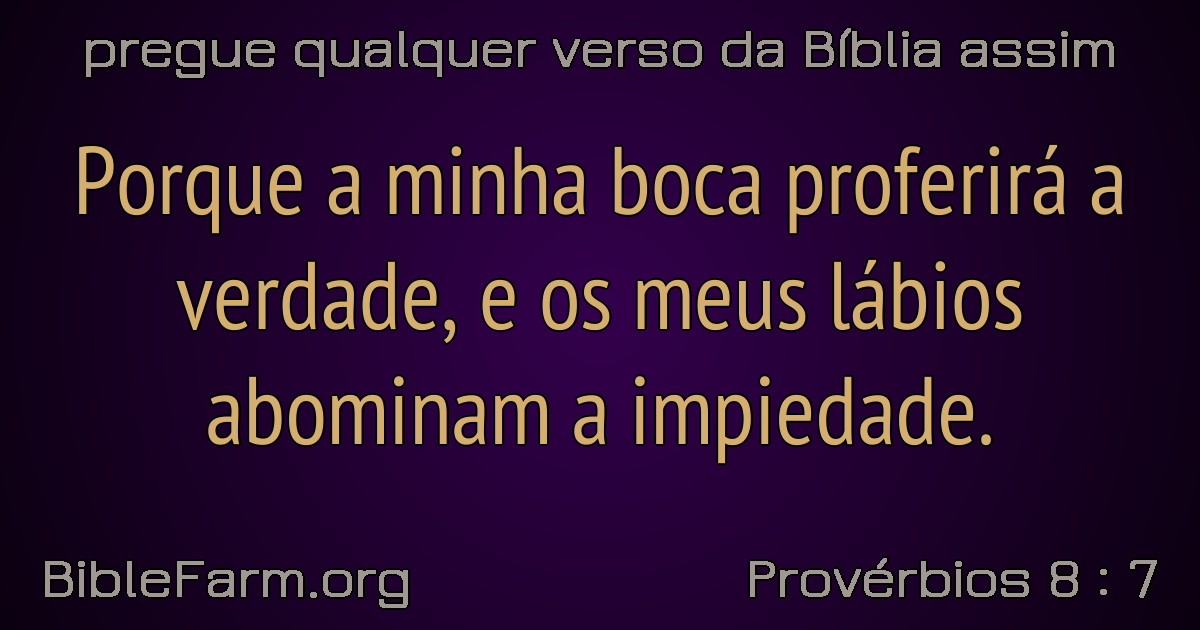 pregue qualquer verso da Bíblia assim
Porque a minha boca proferirá a
verdade, e os meus lábios
abominam a impiedade.
BibleFarm.org
Provérbios 8 : 7